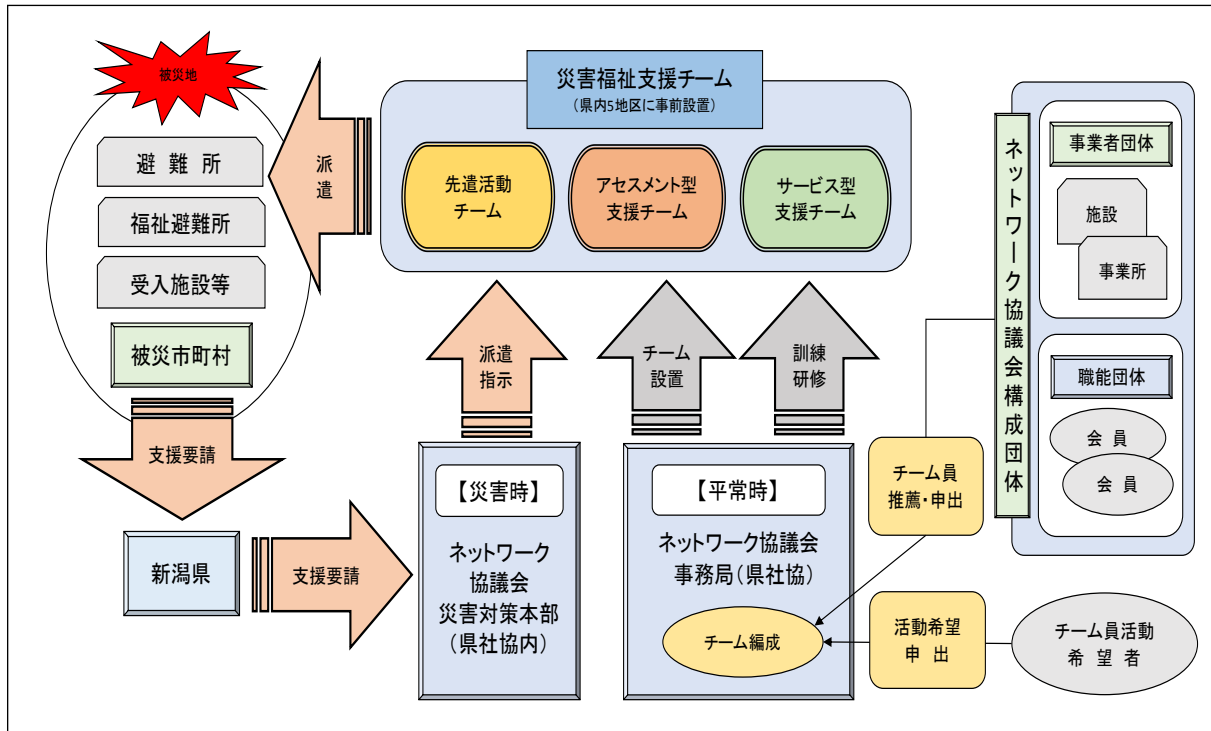 被災地
避 難 所
福祉避難所
受入施設等
被災市町村
支援要請
新潟県
支援要請
派遣
災害福祉支援チーム
（県内5地区に事前設置）
先遣活動
チーム
アセスメント型
支援チーム
サービス型
支援チーム
派遣
指示
チーム
設置
訓練
研修
【災害時】
ネットワーク
協議会
災害対策本部
（県社協内）
【平常時】
ネットワーク協議会
事務局（県社協）
チーム編成
チーム員
推薦・申出
活動希望
申 出
チーム員活動
希 望 者
ネットワーク協議会構成団体
事業者団体
施設
事業所
職能団体
会 員
会 員